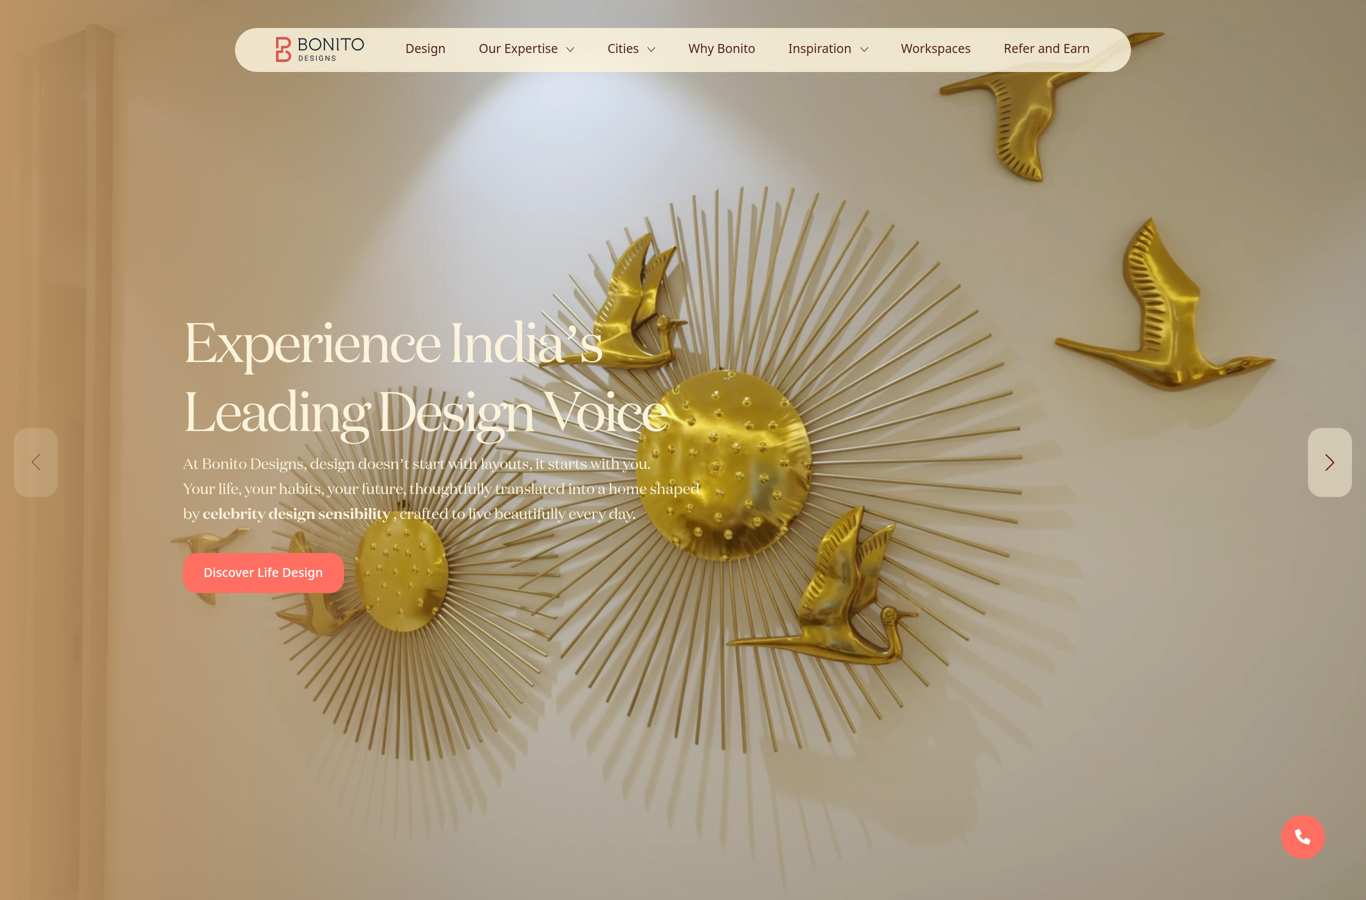 BONITO
DESIGNS
Design
Our Expertise
Cities
Why Bonito
Inspiration
Workspaces
Refer and Earn
Experience India’s
Leading Design Voice
At Bonito Designs, design doesn’t start with layouts, it starts with you.
Your life, your habits, your future, thoughtfully translated into a home shaped
by celebrity design sensibility , crafted to live beautifully every day.
Discover Life Design